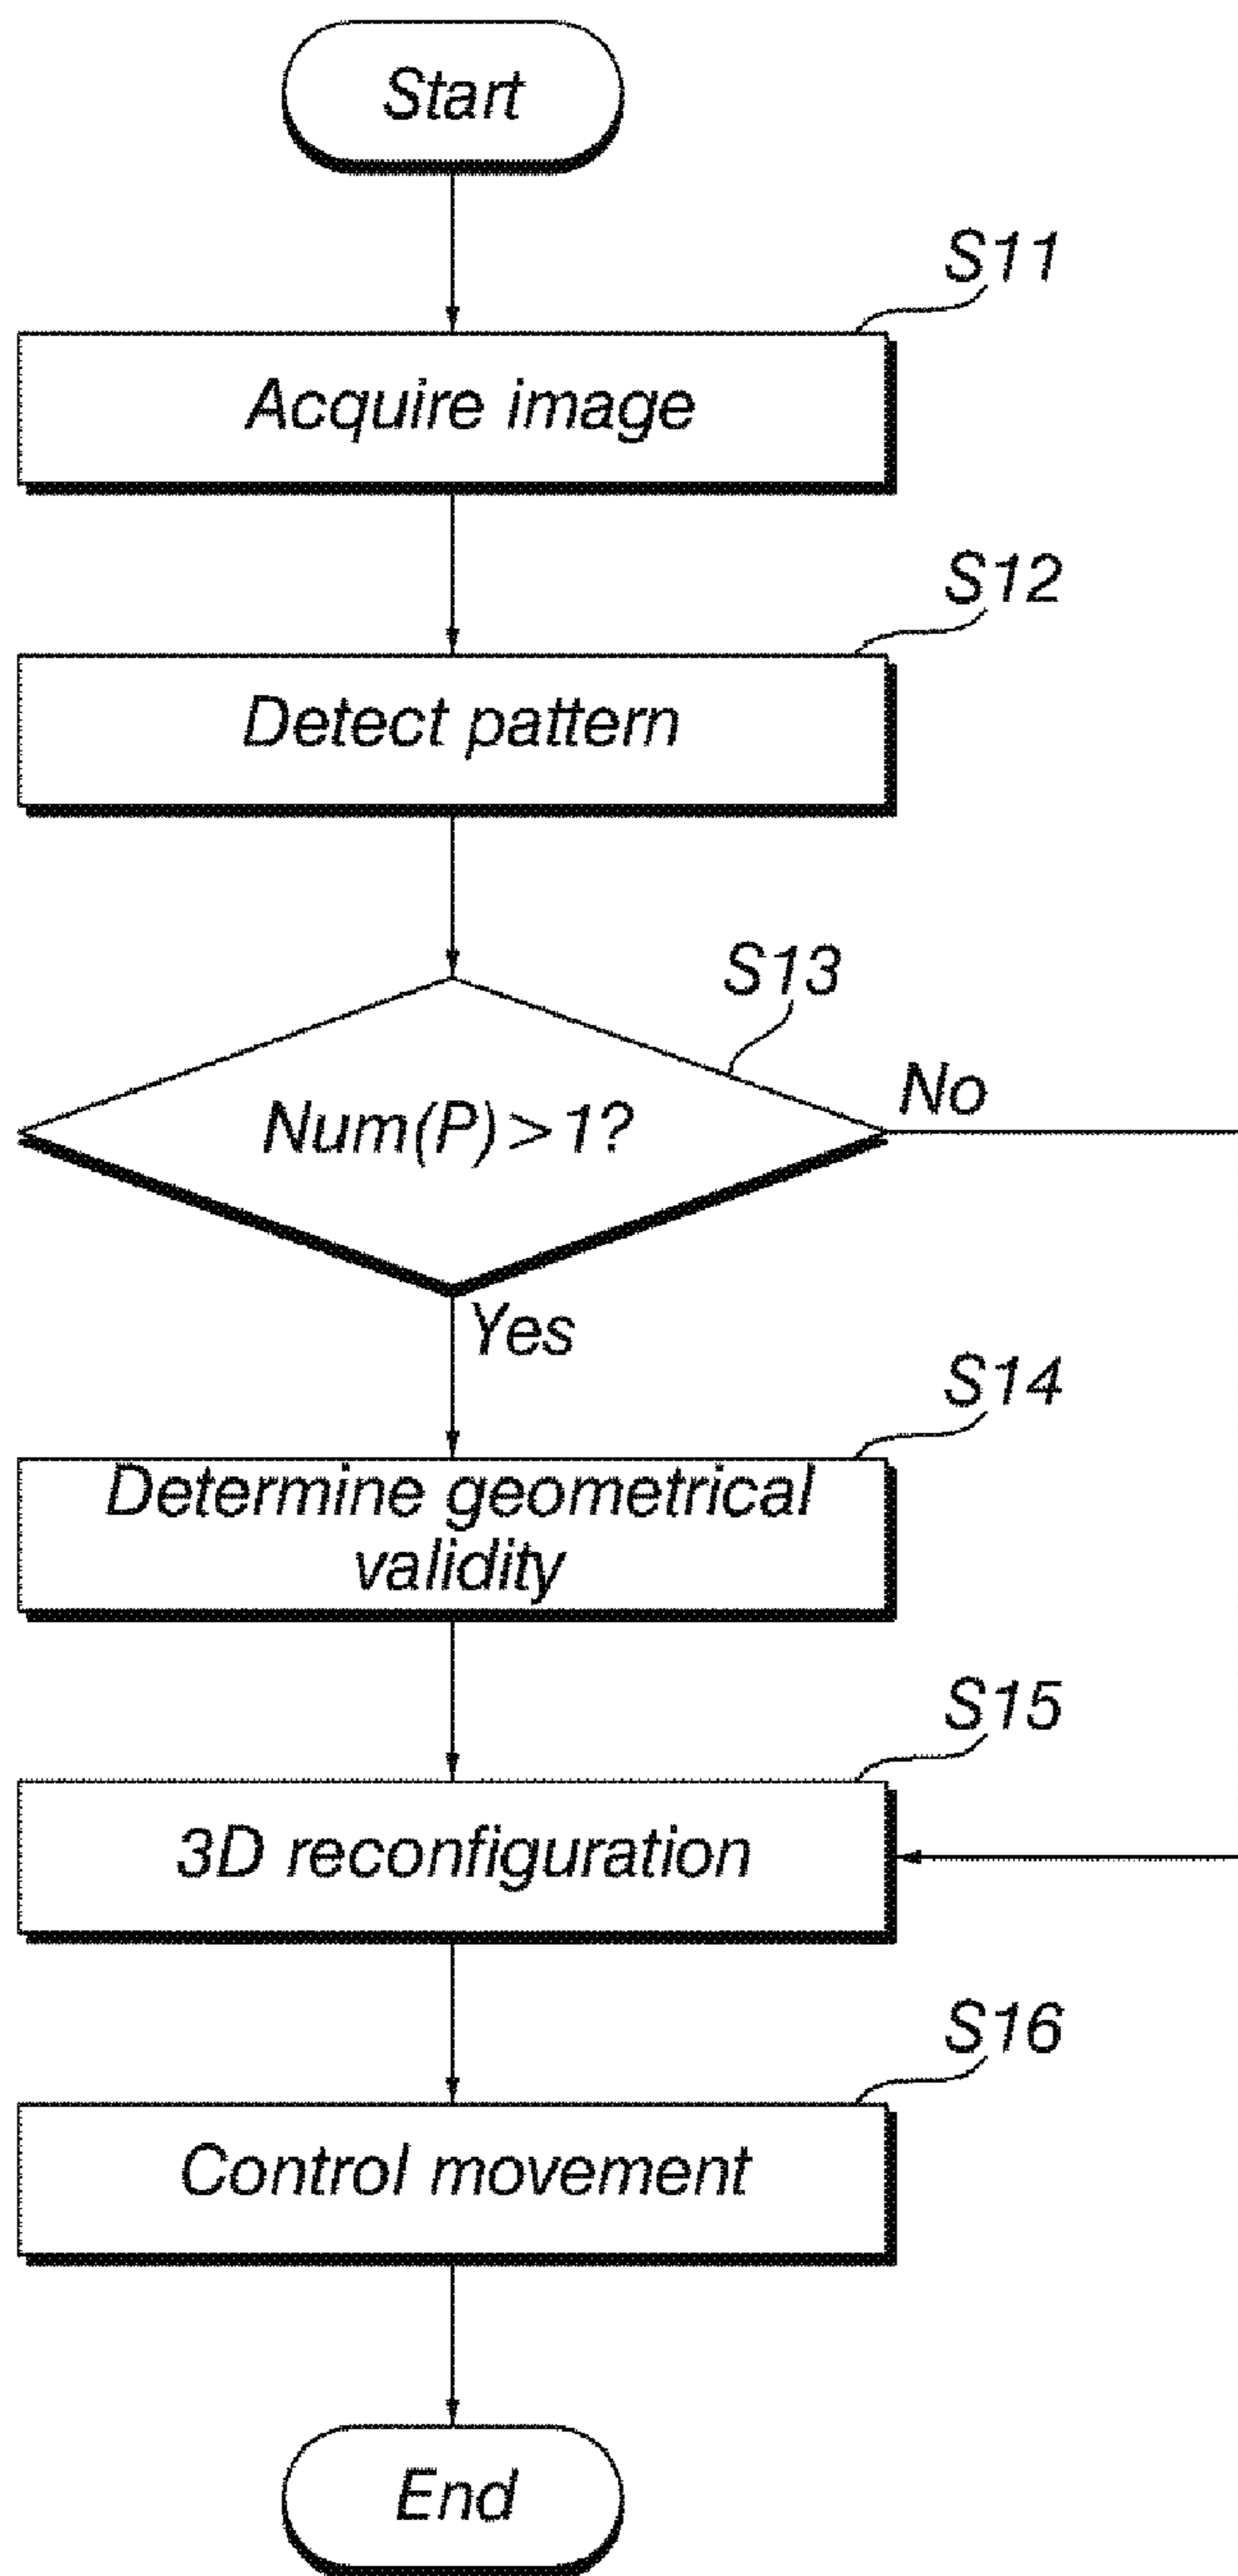 Start
S11
Acquire image
S12
Detect pattern
S13
Num(P)>1?
No
Yes
S14
Determine geometrical
validity
S15
3D reconfiguration
S16
Control movement
End